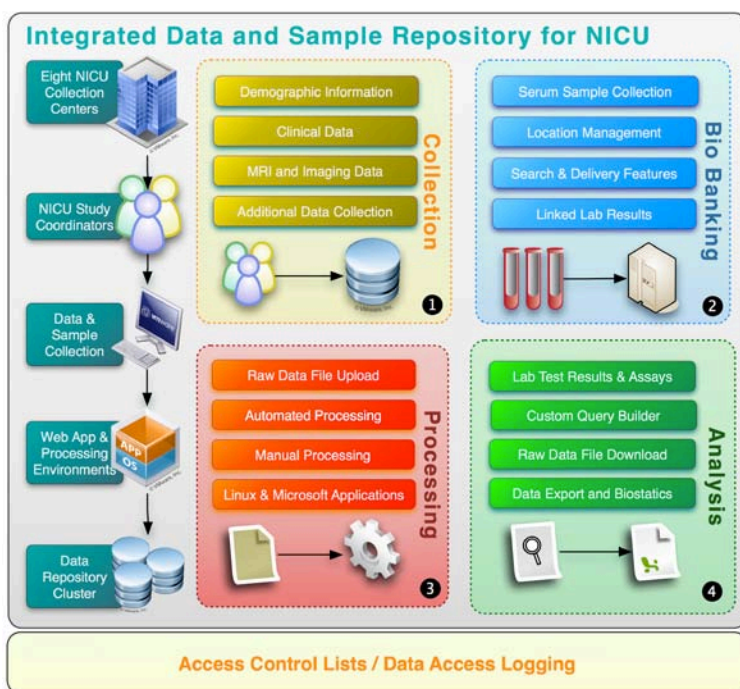 Integrated Data and Sample Repository for NICU
Eight NICU
Collection
Centers
NICU Study
Coordinators
Data &
Sample
Collection
Web App &
Processing
Environments
APP
OS
Data
Repository
Cluster
Demographic Information
Clinical Data
MRI and Imaging Data
Additional Data Collection
Collection
1
Serum Sample Collection
Location Management
Search & Delivery Features
Linked Lab Results
Bio Banking
2
Raw Data File Upload
Automated Processing
Manual Processing
Linux & Microsoft Applications
Processing
3
Lab Test Results & Assays
Custom Query Builder
Raw Data File Download
Data Export and Biostatics
Analysis
4
Access Control Lists / Data Access Logging